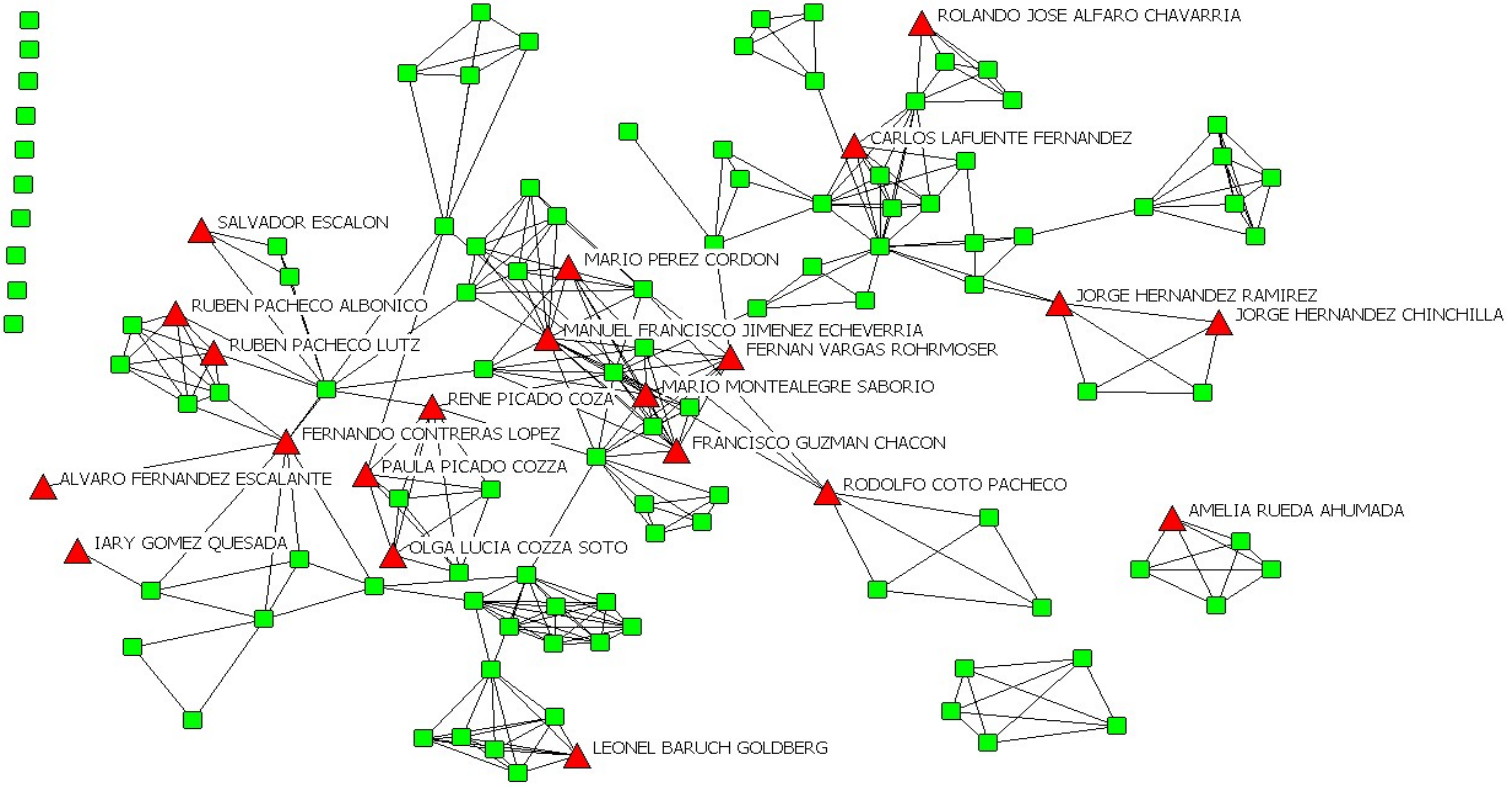 ROLANDO JOSE ALFARO CHAVARRIA
CARLOS LAFUENTE FERNANDEZ
SALVADOR ESCALON
MARIO PEREZ CORDON
RUBEN PACHECO ALBONICO
JORGE HERNANDEZ RAMIREZ
JORGE HERNANDEZ CHINCHILLA
MANUEL FRANCISCO JIMENEZ ECHEVERRIA
RUBEN PACHECO LUTZ
FERNAN VARGAS ROHRMOSER
MARIO MONTEALEGRE SABORIO
RENE PICADO COZA
FERNANDO CONTRERAS LOPEZ
FRANCISCO GUZMAN CHACON
PAULA PICADO COZZA
ALVARO FERNANDEZ ESCALANTE
RODOLFO COTO PACHECO
AMELIA RUEDA AHUMADA
IARY GOMEZ QUESADA
OLGA LUCIA COZZA SOTO
LEONEL BARUCH GOLDBERG